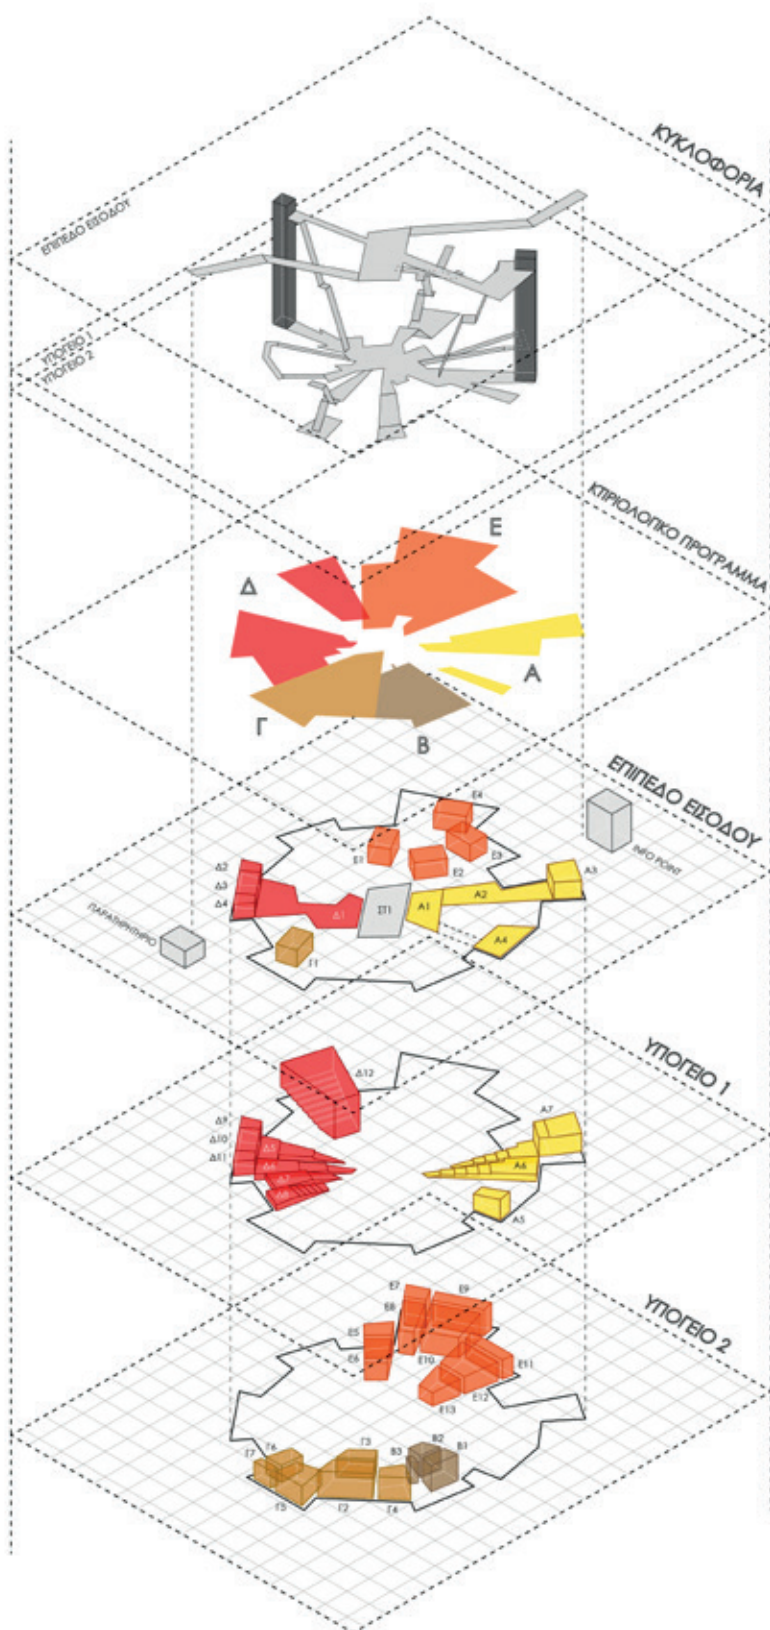 ΚΥΚΛΟΦΟΡΙΑ
ΕΠΙΠΕΔΟ ΕΙΣΟΔΟΥ
ΥΠΟΓΕΙΟ 1
ΥΠΟΓΕΙΟ 2
ΚΤΙΡΙΟΛΟΓΙΚΟ ΠΡΟΓΡΑΜΜΑ
Ε
Δ
Α
Γ
Β
ΕΠΙΠΕΔΟ ΕΙΣΟΔΟΥ
Ε4
Ε1
Ε3
Ε2
INFO POINT
Δ2
Δ3
Δ4
Δ1
ΣΤ1
Α1
Α2
Α3
Α4
ΠΑΡΑΤΗΡΗΤΗΡΙΟ
Γ1
ΥΠΟΓΕΙΟ 1
Δ12
Δ9
Δ10
Δ11
Δ5
Δ6
Δ7
Δ8
Α7
Α6
Α5
ΥΠΟΓΕΙΟ 2
Ε7
Ε9
Ε8
Ε5
Ε6
Ε10
Ε11
Ε12
Ε13
Γ6
Γ7
Γ3
Β3
Β2
Β1
Γ5
Γ2
Γ4